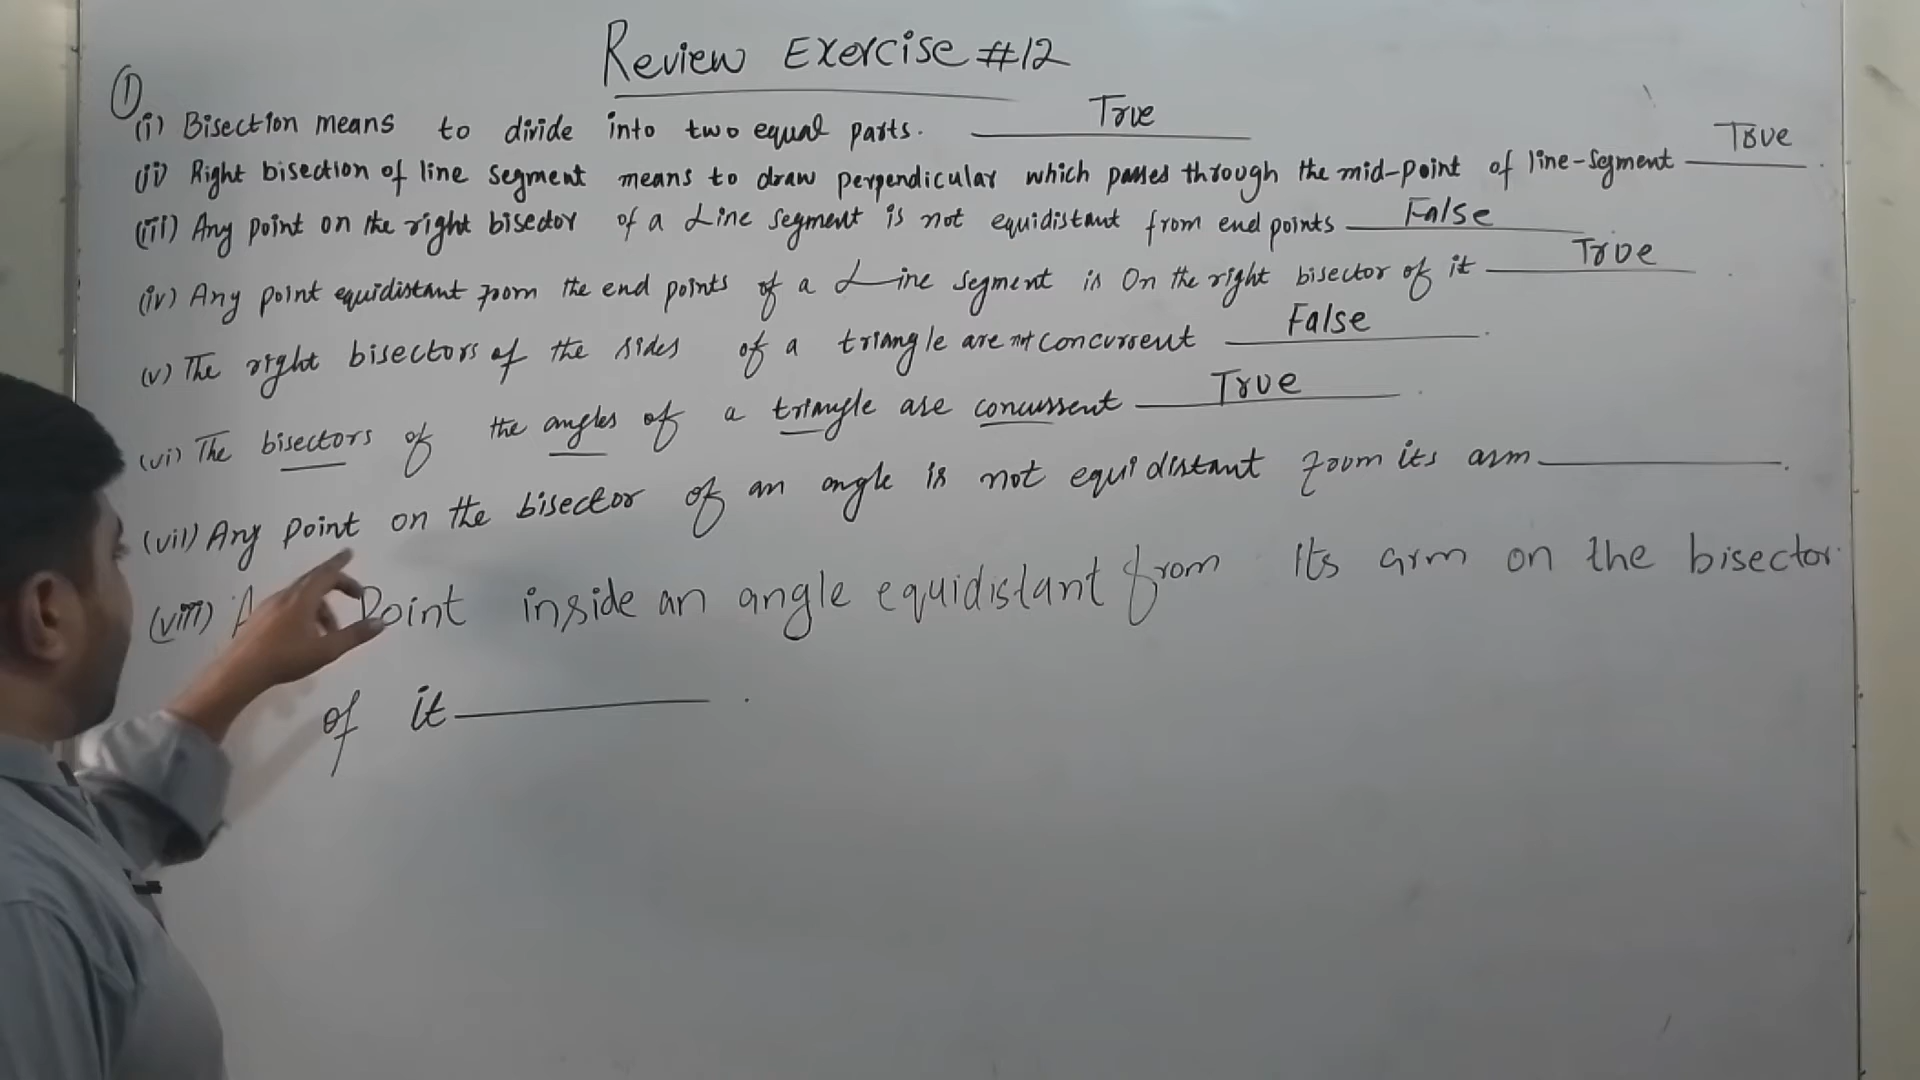 Review Exercise #12
①
(i) Bisection means to divide into two equal parts. True
(ii) Right bisection of line segment means to draw perpendicular which passes through the mid-point of line-segment True.
(iii) Any point on the right bisector of a Line segment is not equidistant from end points False
(iv) Any point equidistant from the end points of a Line segment is On the right bisector of it True.
(v) The right bisectors of the sides of a triangle are not concurrent False.
(vi) The bisectors of the angles of a triangle are concurrent True.
(vii) Any point on the bisector of an angle is not equidistant from its arm.
(viii) Point inside an angle equidistant from Its arm on the bisector
of it.